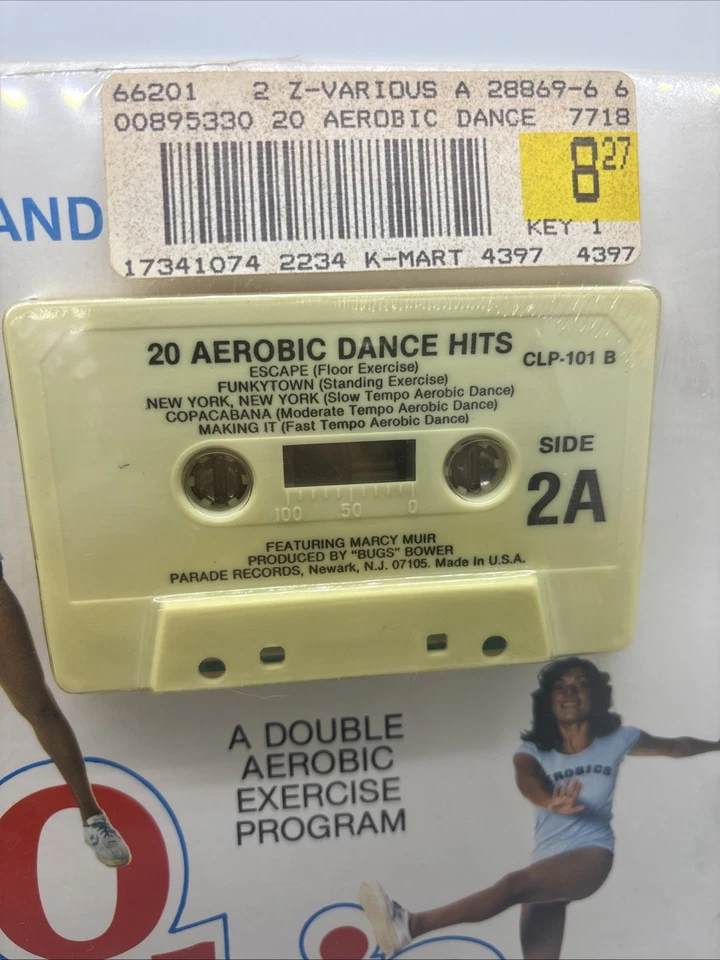 66201 2 Z-VARIOUS A 28869-6 6
00895330 20 AEROBIC DANCE 7718
8 27
KEY 1
17341074 2234 K-MART 4397 4397
AND
20 AEROBIC DANCE HITS CLP-101 B
ESCAPE (Floor Exercise)
FUNKYTOWN (Standing Exercise)
NEW YORK, NEW YORK (Slow Tempo Aerobic Dance)
COPACABANA (Moderate Tempo Aerobic Dance)
MAKING IT (Fast Tempo Aerobic Dance)
SIDE
2A
100 50 0
FEATURING MARCY MUIR
PRODUCED BY "BUGS" BOWER
PARADE RECORDS, Newark, N.J. 07105. Made In U.S.A.
A DOUBLE
AEROBIC
EXERCISE
PROGRAM
EROBICS